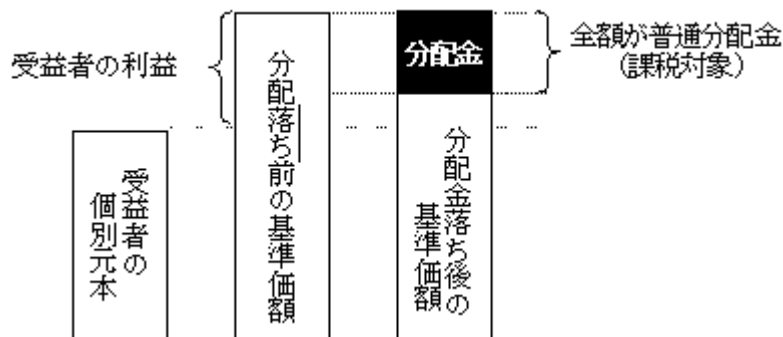 受益者の利益
分配金
全額が普通分配金
(課税対象)
受益者の
個別元本
分配落ち前の基準価額
分配金落ち後の
基準価額